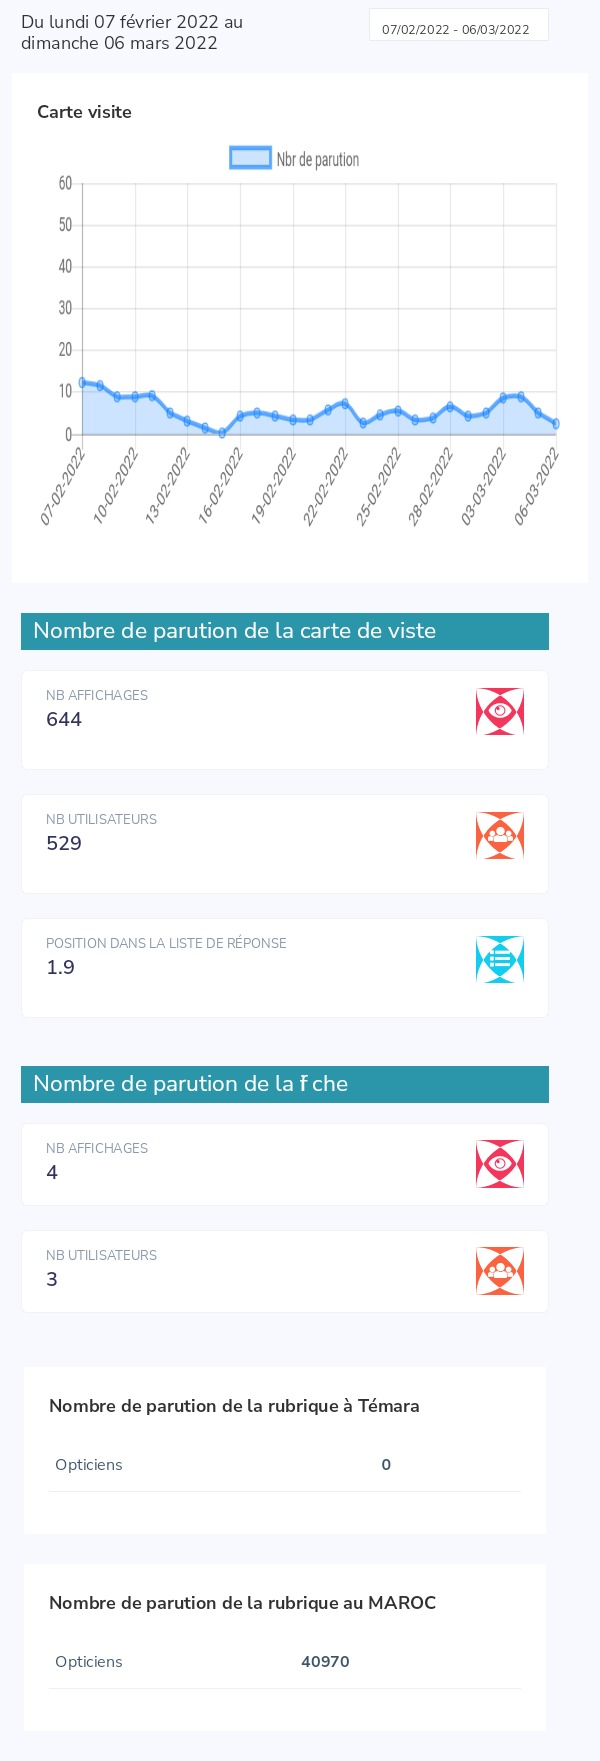 Du lundi 07 février 2022 au
dimanche 06 mars 2022
07/02/2022 - 06/03/2022
Carte visite
Nbr de parution
60
50
40
30
20
10
0
07-02-2022
10-02-2022
13-02-2022
16-02-2022
19-02-2022
22-02-2022
25-02-2022
28-02-2022
03-03-2022
06-03-2022
Nombre de parution de la carte de viste
NB AFFICHAGES
644
NB UTILISATEURS
529
POSITION DANS LA LISTE DE RÉPONSE
1.9
Nombre de parution de la fiche
NB AFFICHAGES
4
NB UTILISATEURS
3
Nombre de parution de la rubrique à Témara
Opticiens 0
Nombre de parution de la rubrique au MAROC
Opticiens 40970